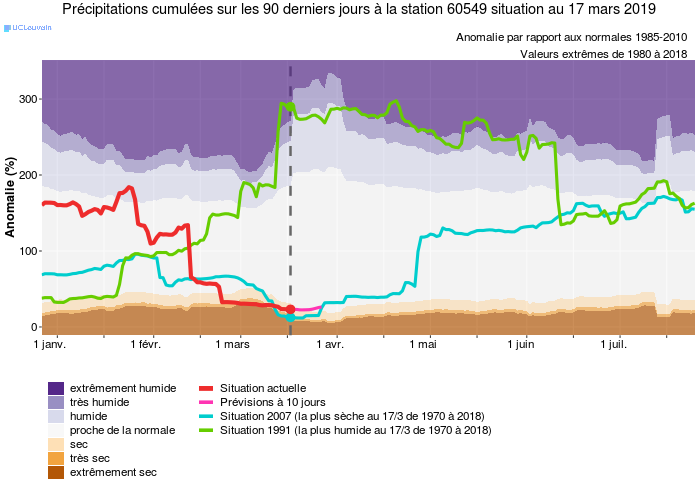 Précipitations cumulées sur les 90 derniers jours à la station 60549 situation au 17 mars 2019
UCLouvain
Anomalie par rapport aux normales 1985-2010
Valeurs extrêmes de 1980 à 2018
Anomalie (%)
300
200
100
0
1 janv. 1 févr. 1 mars 1 avr. 1 mai 1 juin 1 juil.
extrêmement humide
très humide
humide
proche de la normale
sec
très sec
extrêmement sec
Situation actuelle
Prévisions à 10 jours
Situation 2007 (la plus sèche au 17/3 de 1970 à 2018)
Situation 1991 (la plus humide au 17/3 de 1970 à 2018)